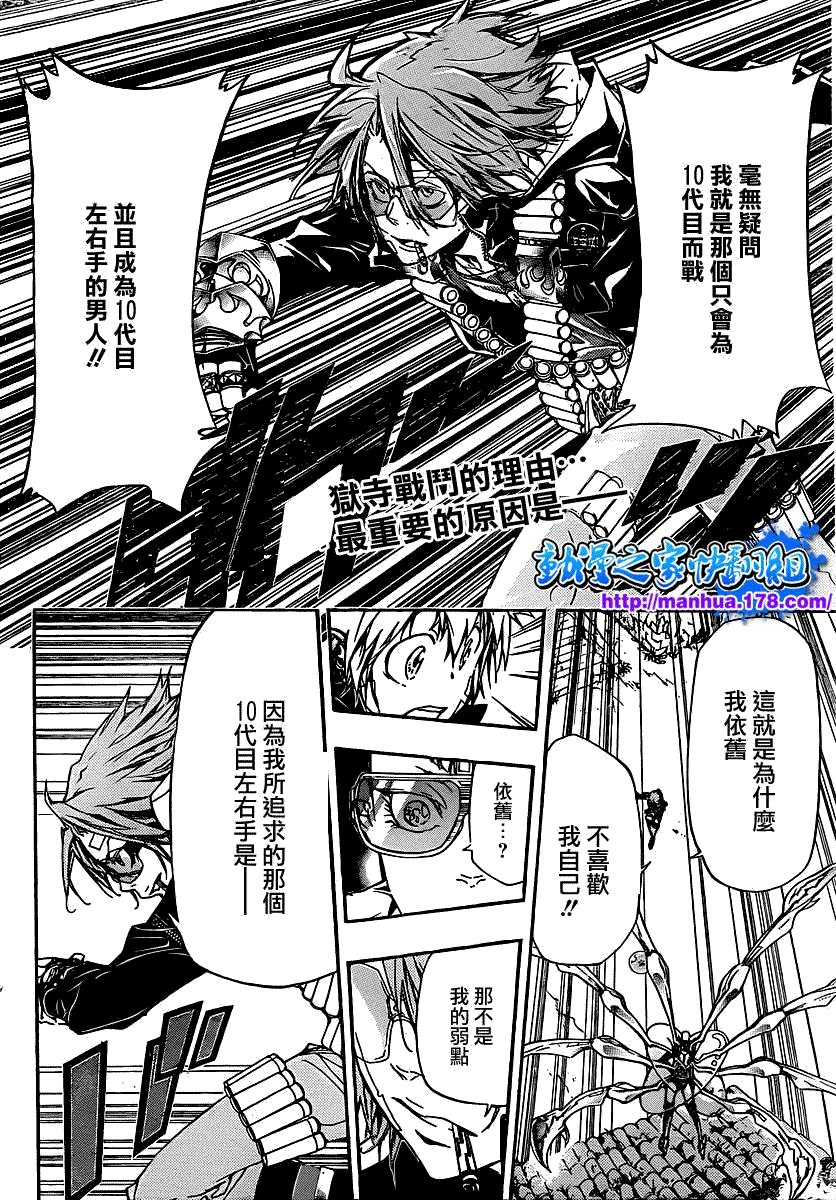 毫無疑問
我就是那個只會為
10代目而戰
並且成為10代目
左右手的男人!!
獄寺戰鬥的理由…
最重要的原因是——
動漫之家快翻組
http://manhua.178.com/
這就是為什麼
我依舊
不喜歡
我自己!!
依舊…?
那不是
我的弱點
因為我所追求的那個
10代目左右手是——